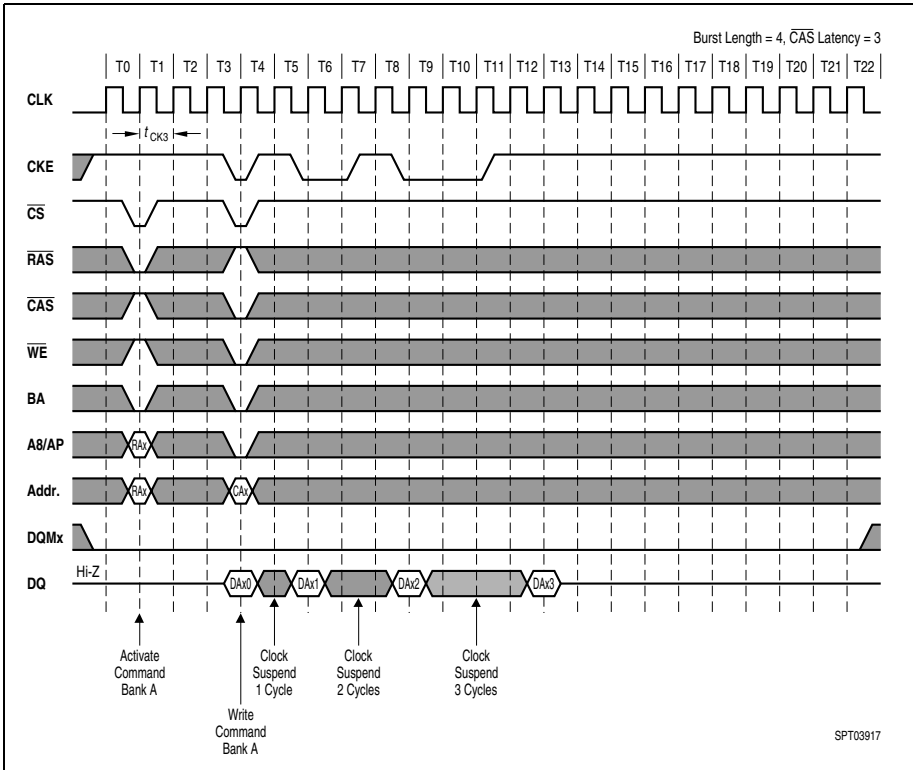 Burst Length = 4, CAS Latency = 3
T0 T1 T2 T3 T4 T5 T6 T7 T8 T9 T10 T11 T12 T13 T14 T15 T16 T17 T18 T19 T20 T21 T22
CLK
tCK3
CKE
CS
RAS
CAS
WE
BA
A8/AP RAx
Addr. RAx CAx
DQMx
Hi-Z
DQ DAx0 DAx1 DAx2 DAx3
Activate
Command
Bank A
Write
Command
Bank A
Clock
Suspend
1 Cycle
Clock
Suspend
2 Cycles
Clock
Suspend
3 Cycles
SPT03917